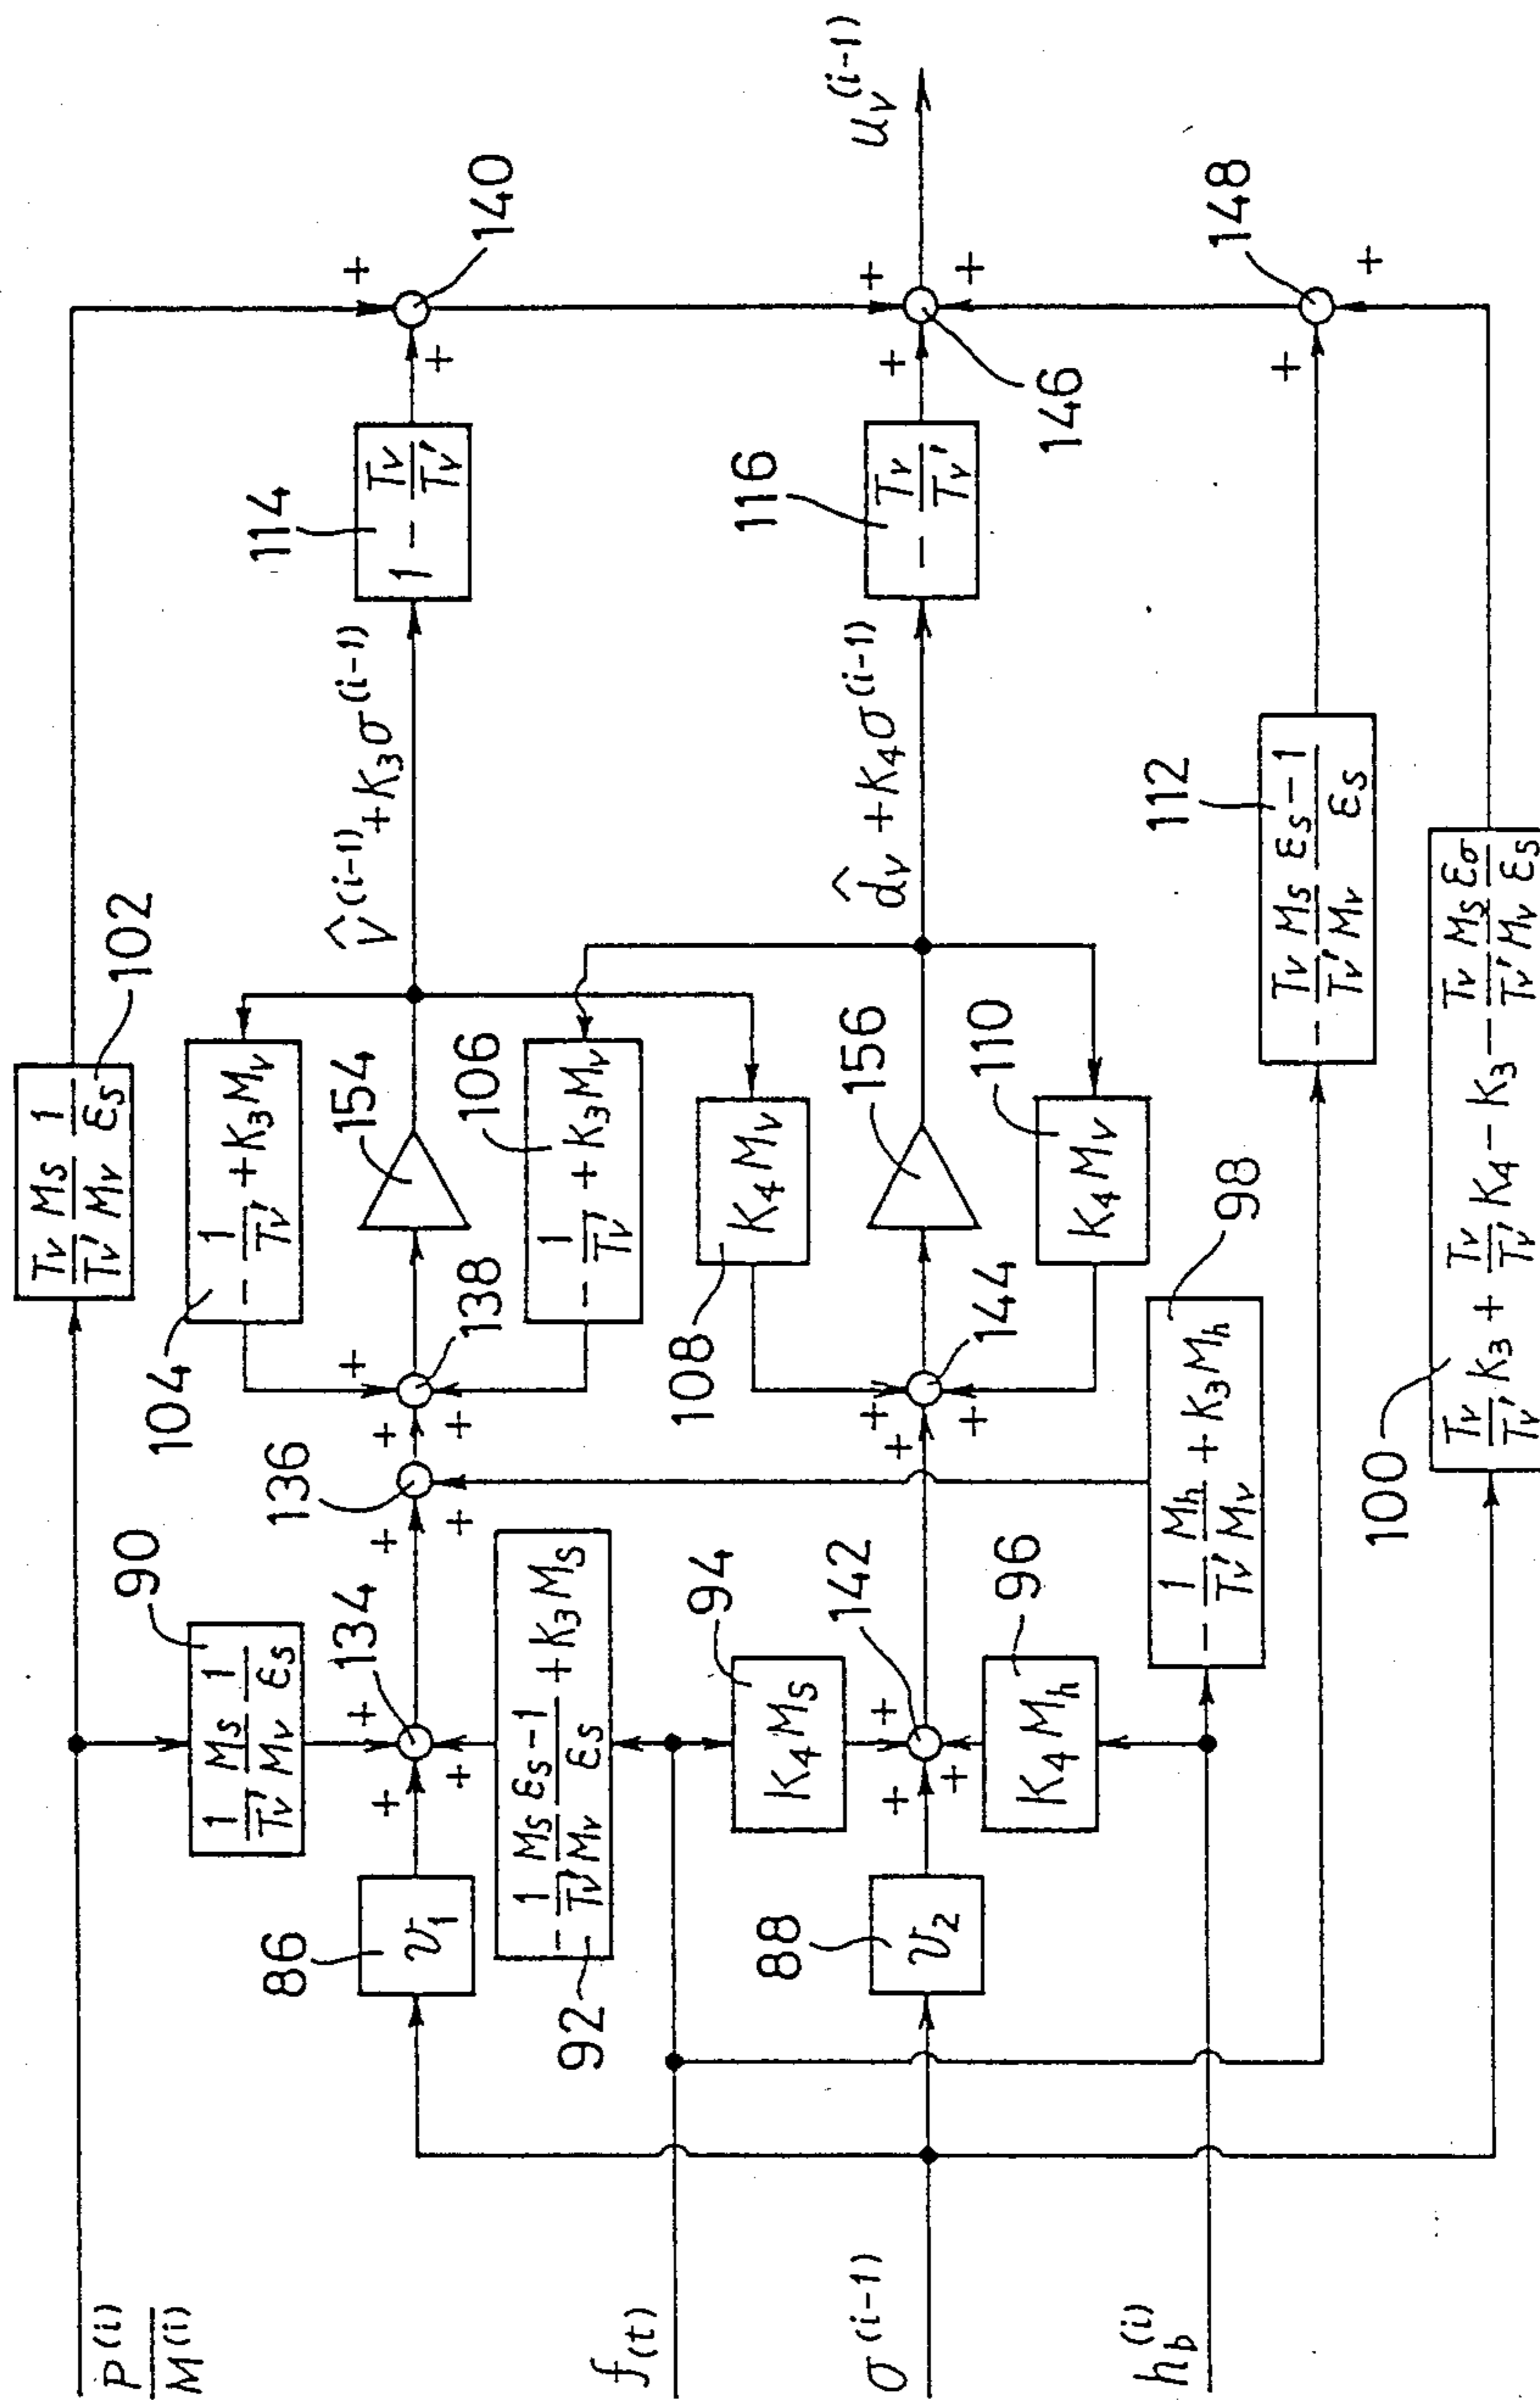 P^(i) / M^(i)
f(t)
σ^(i-1)
h_b^(i)
90
1/Tv' Ms/Mv 1/εs
86
v₁
134
+
+
+
92
- 1/Tv' Ms/Mv (εs-1)/εs + K₃Ms
94
K₄Ms
88
v₂
142
+
+
+
96
K₄Mh
98
- 1/Tv' Mh/Mv + K₃Mh
136
+
+
102
Tv/Tv' Ms/Mv 1/εs
104
- 1/Tv' + K₃Mv
138
+
+
+
154
106
- 1/Tv' + K₃Mv
108
K₄Mv
144
+
+
+
156
110
K₄Mv
V̂^(i-1)+K₃σ^(i-1)
d̂v + K₄σ^(i-1)
114
1 - Tv/Tv'
116
- Tv/Tv'
112
- Tv/Tv' Ms/Mv (εs-1)/εs
100
Tv/Tv' K₃ + Tv/Tv' K₄ - K₃ - Tv/Tv' Ms/Mv εσ/εs
140
+
+
146
+
+
+
148
+
+
u_v^(i-1)